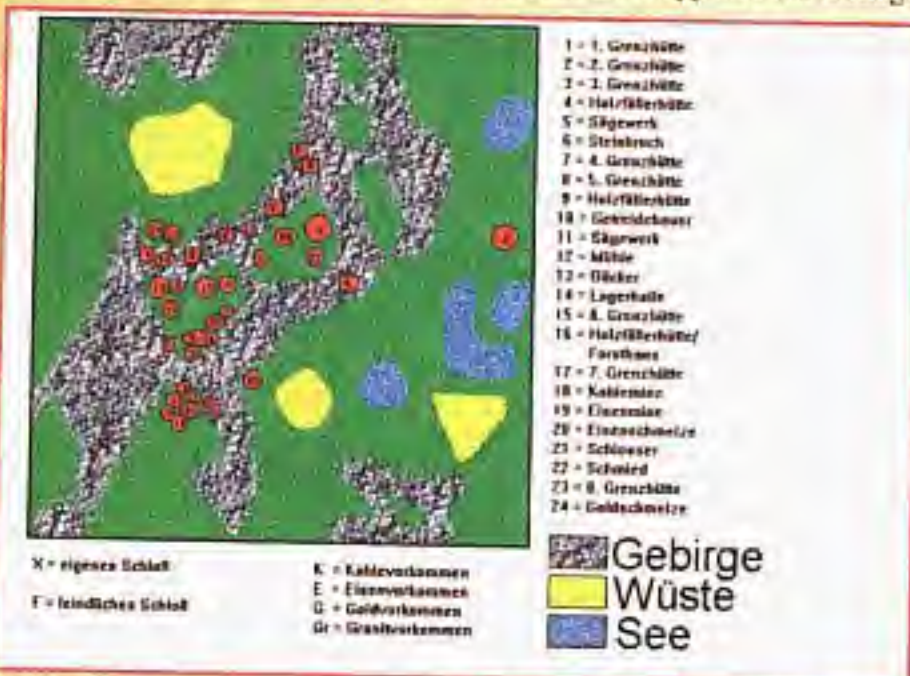 1 = 1. Grenzhütte
2 = 2. Grenzhütte
3 = 3. Grenzhütte
4 = Holzfällerhütte
5 = Sägewerk
6 = Steinbruch
7 = 4. Grenzhütte
8 = 5. Grenzhütte
9 = Holzfällerhütte
10 = Getreidebauer
11 = Sägewerk
12 = Mühle
13 = Bäcker
14 = Lagerhalle
15 = 6. Grenzhütte
16 = Holzfällerhütte/
Forsthaus
17 = 7. Grenzhütte
18 = Kohlemine
19 = Eisenmine
20 = Eisenschmelze
21 = Schlosser
22 = Schmied
23 = 8. Grenzhütte
24 = Goldschmelze
X = eigenes Schloß
F = feindliches Schloß
K = Kohlevorkommen
E = Eisenvorkommen
G = Goldvorkommen
Gr = Granitvorkommen
Gebirge
Wüste
See